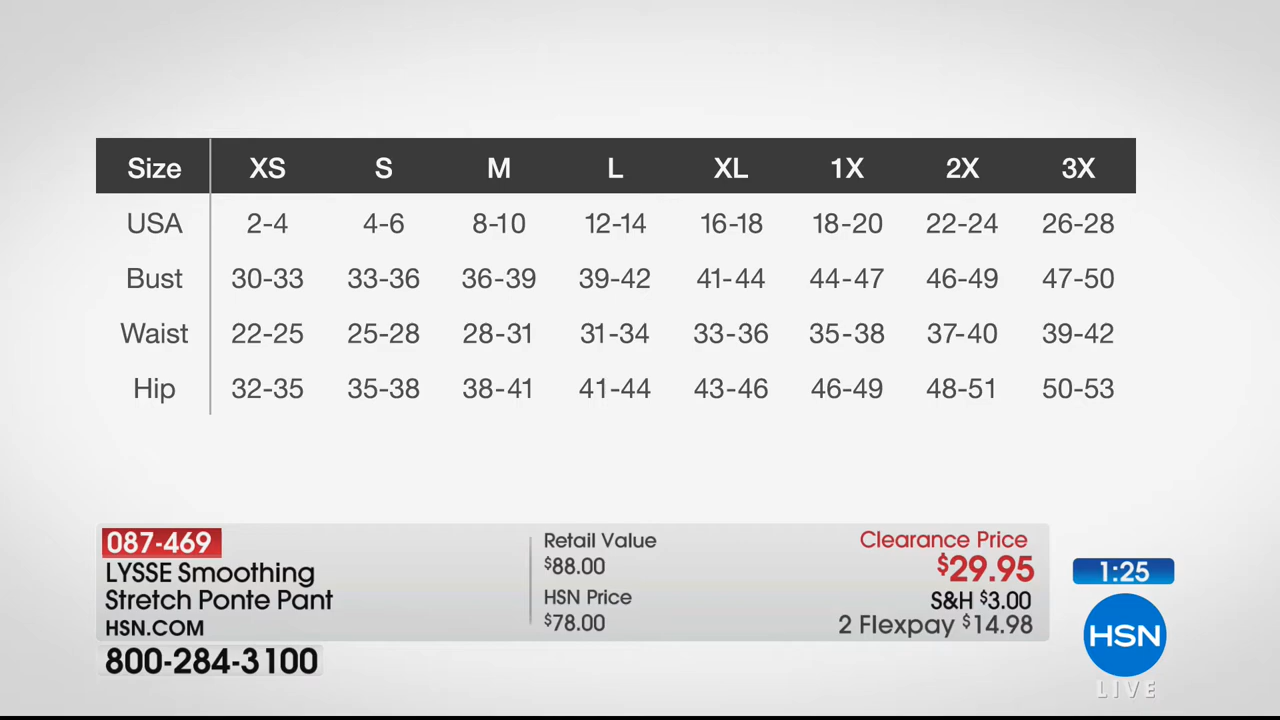 Size XS S M L XL 1X 2X 3X
USA 2-4 4-6 8-10 12-14 16-18 18-20 22-24 26-28
Bust 30-33 33-36 36-39 39-42 41-44 44-47 46-49 47-50
Waist 22-25 25-28 28-31 31-34 33-36 35-38 37-40 39-42
Hip 32-35 35-38 38-41 41-44 43-46 46-49 48-51 50-53
087-469
LYSSE Smoothing
Stretch Ponte Pant
HSN.COM
800-284-3100
Retail Value
$88.00
HSN Price
$78.00
Clearance Price
$29.95
S&H $3.00
2 Flexpay $14.98
1:25
HSN
LIVE